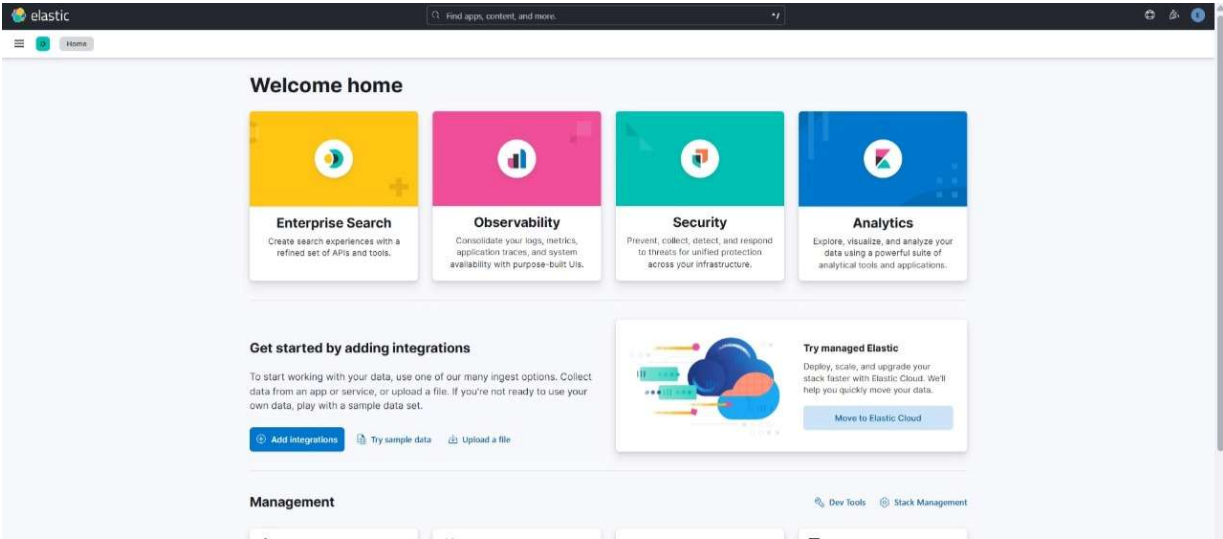 elastic
Find apps, content, and more.
D
Home
Welcome home
Enterprise Search
Create search experiences with a
refined set of APIs and tools.
Observability
Consolidate your logs, metrics,
application traces, and system
availability with purpose-built UIs.
Security
Prevent, collect, detect, and respond
to threats for unified protection
across your infrastructure.
Analytics
Explore, visualize, and analyze your
data using a powerful suite of
analytical tools and applications.
Get started by adding integrations
To start working with your data, use one of our many ingest options. Collect
data from an app or service, or upload a file. If you're not ready to use your
own data, play with a sample data set.
Add integrations
Try sample data
Upload a file
Try managed Elastic
Deploy, scale, and upgrade your
stack faster with Elastic Cloud. We'll
help you quickly move your data.
Move to Elastic Cloud
Management
Dev Tools
Stack Management